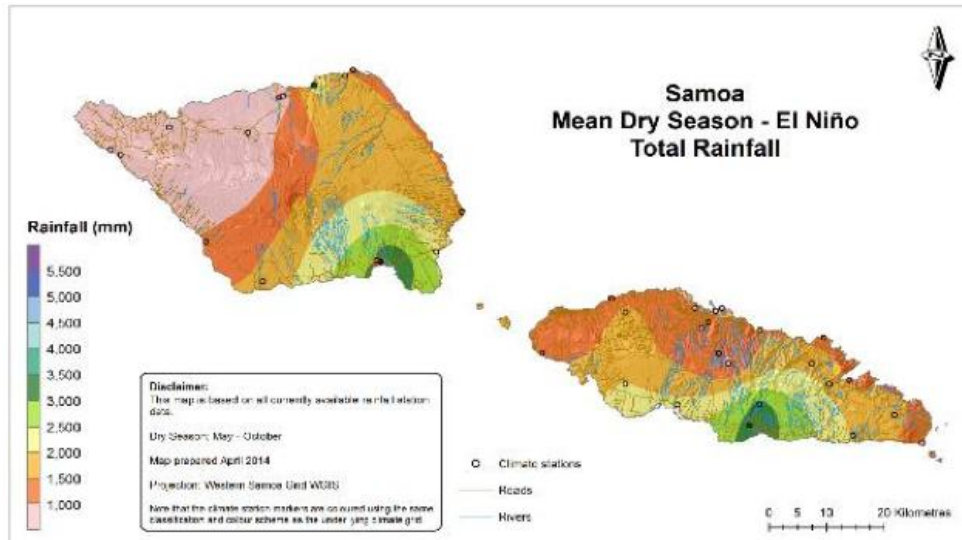 Samoa
Mean Dry Season - El Niño
Total Rainfall
Rainfall (mm)
5,500
5,000
4,500
4,000
3,500
3,000
2,500
2,000
1,500
1,000
Disclaimer:
This map is based on all currently available rainfall station
data.
Dry Season: May - October
Map prepared April 2014
Projection: Western Samoa Grid
Note that the climate station markers are coloured using the same
classification and colour scheme as the underlying climate grid
Climatic stations
Roads
Rivers
0 5 10 20 Kilometres